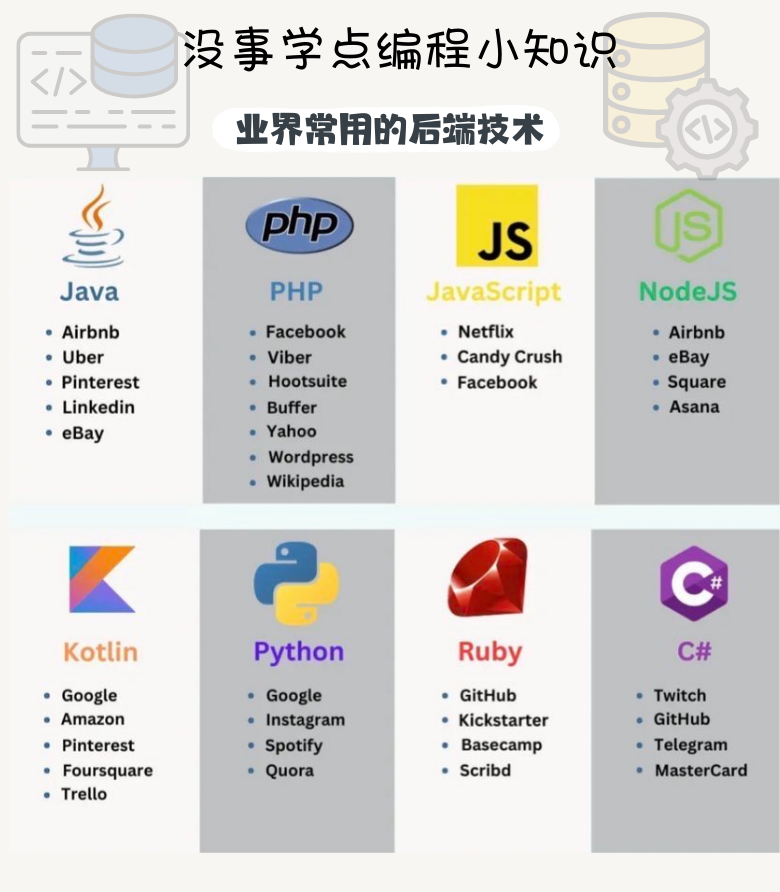 没事学点编程小知识
业界常用的后端技术
</>
</>
php
JS
JS
Java
PHP
JavaScript
NodeJS
• Airbnb
• Uber
• Pinterest
• Linkedin
• eBay
• Facebook
• Viber
• Hootsuite
• Buffer
• Yahoo
• Wordpress
• Wikipedia
• Netflix
• Candy Crush
• Facebook
• Airbnb
• eBay
• Square
• Asana
C#
Kotlin
Python
Ruby
C#
• Google
• Amazon
• Pinterest
• Foursquare
• Trello
• Google
• Instagram
• Spotify
• Quora
• GitHub
• Kickstarter
• Basecamp
• Scribd
• Twitch
• GitHub
• Telegram
• MasterCard